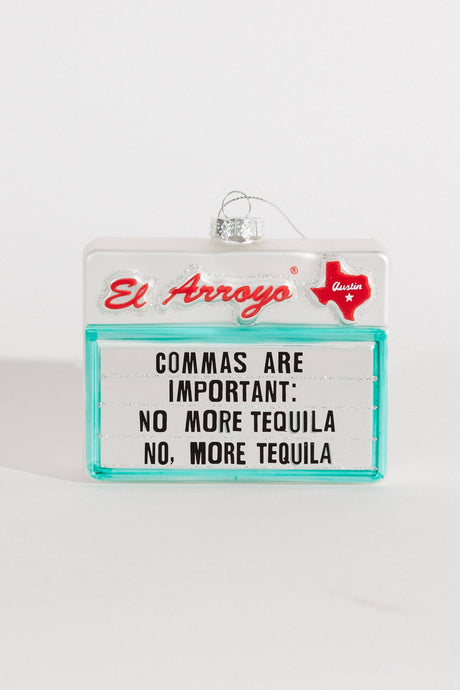 El Arroyo®
Austin
COMMAS ARE
IMPORTANT:
NO MORE TEQUILA
NO, MORE TEQUILA